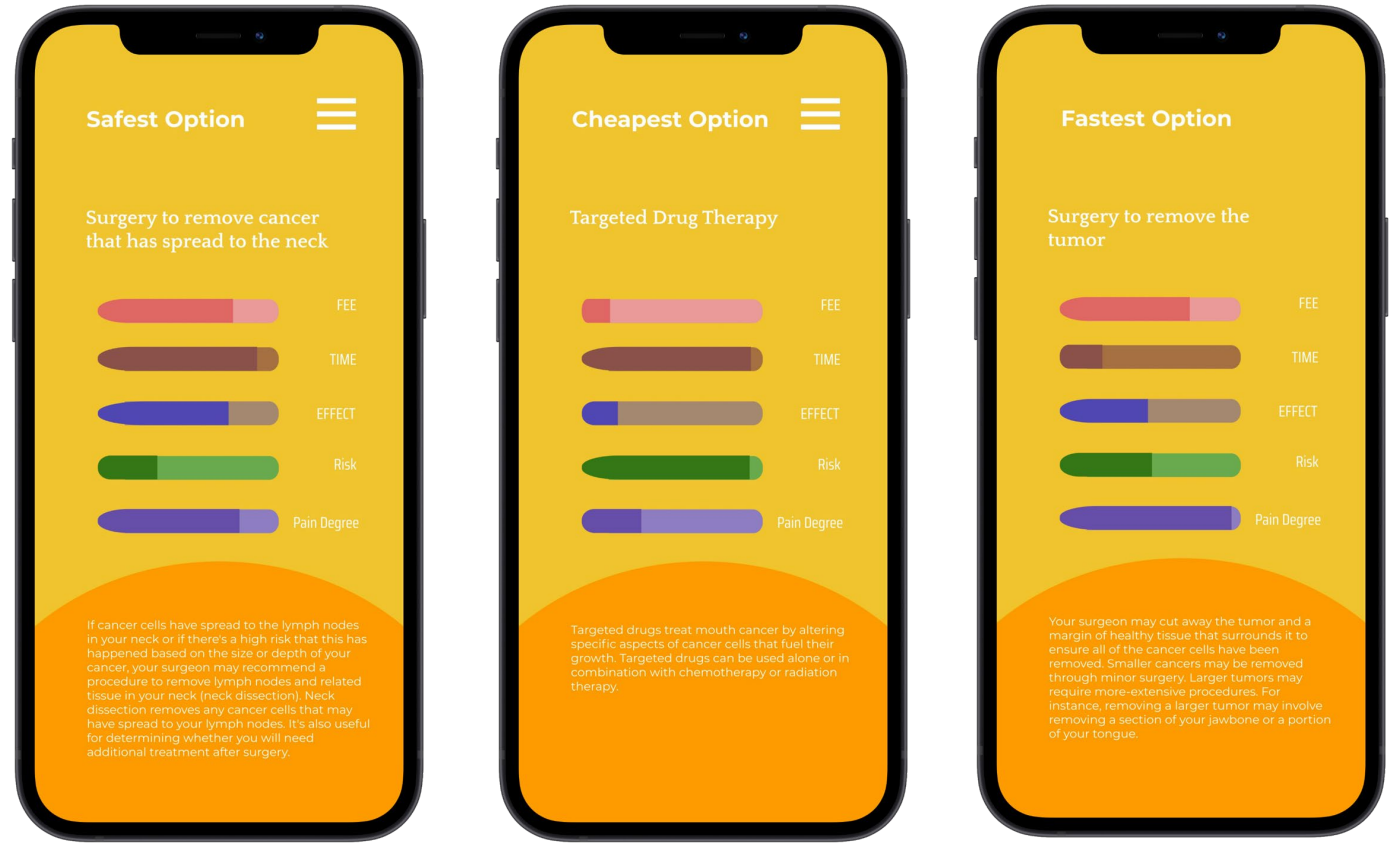 Safest Option
Surgery to remove cancer
that has spread to the neck
FEE
TIME
EFFECT
Risk
Pain Degree
If cancer cells have spread to the lymph nodes
in your neck or if there's a high risk that this has
happened based on the size or depth of your
cancer, your surgeon may recommend a
procedure to remove lymph nodes and related
tissue in your neck (neck dissection). Neck
dissection removes any cancer cells that may
have spread to your lymph nodes. It's also useful
for determining whether you will need
additional treatment after surgery.
Cheapest Option
Targeted Drug Therapy
FEE
TIME
EFFECT
Risk
Pain Degree
Targeted drugs treat mouth cancer by altering
specific aspects of cancer cells that fuel their
growth. Targeted drugs can be used alone or in
combination with chemotherapy or radiation
therapy.
Fastest Option
Surgery to remove the
tumor
FEE
TIME
EFFECT
Risk
Pain Degree
Your surgeon may cut away the tumor and a
margin of healthy tissue that surrounds it to
ensure all of the cancer cells have been
removed. Smaller cancers may be removed
through minor surgery. Larger tumors may
require more-extensive procedures. For
instance, removing a larger tumor may involve
removing a section of your jawbone or a portion
of your tongue.